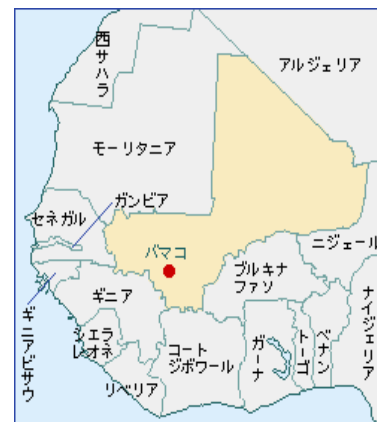 西サハラ
アルジェリア
モーリタニア
ガンビア
セネガル
バマコ
ニジェール
ブルキナ
ファソ
ギニア
ギニアビサウ
シエラ
レオネ
リベリア
コート
ジボワール
ガーナ
トーゴ
ベナン
ナイジェリア